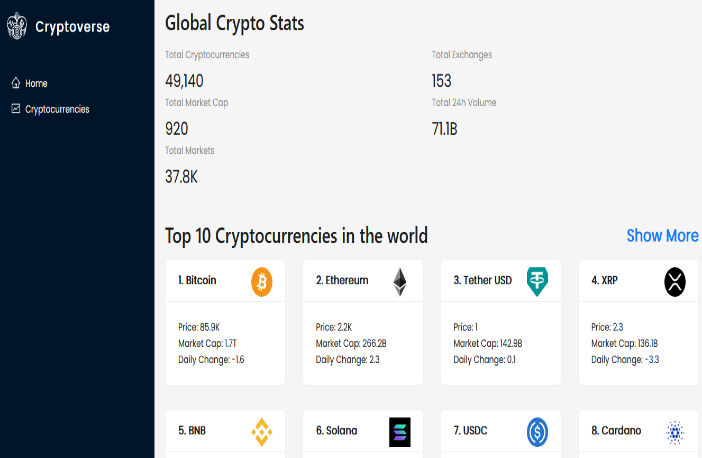 Cryptoverse
Home
Cryptocurrencies
Global Crypto Stats
Total Cryptocurrencies
49,140
Total Exchanges
153
Total Market Cap
920
Total 24h Volume
71.1B
Total Markets
37.8K
Top 10 Cryptocurrencies in the world
Show More
1. Bitcoin
Price: 85.9K
Market Cap: 1.7T
Daily Change: -1.6
2. Ethereum
Price: 2.2K
Market Cap: 266.2B
Daily Change: 2.3
3. Tether USD
Price: 1
Market Cap: 142.9B
Daily Change: 0.1
4. XRP
Price: 2.3
Market Cap: 136.1B
Daily Change: -3.3
5. BNB
6. Solana
7. USDC
8. Cardano